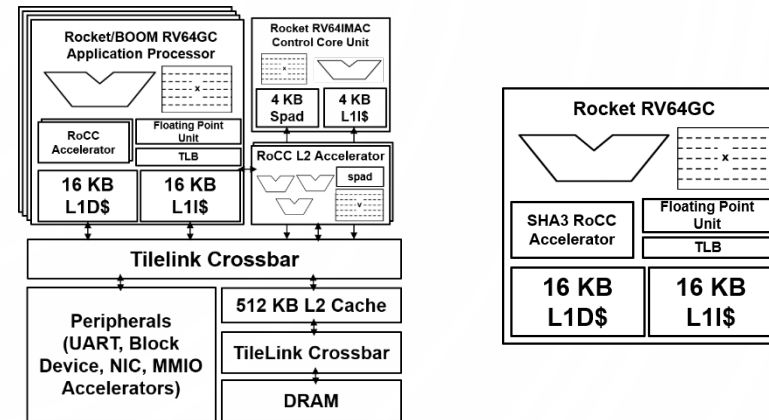 Rocket/BOOM RV64GC
Application Processor
x
RoCC
Accelerator
Floating Point
Unit
TLB
16 KB
L1D$
16 KB
L1I$
Rocket RV64IMAC
Control Core Unit
x
4 KB
Spad
4 KB
L1I$
RoCC L2 Accelerator
spad
v
Tilelink Crossbar
Peripherals
(UART, Block
Device, NIC, MMIO
Accelerators)
512 KB L2 Cache
TileLink Crossbar
DRAM
Rocket RV64GC
x
SHA3 RoCC
Accelerator
Floating Point
Unit
TLB
16 KB
L1D$
16 KB
L1I$